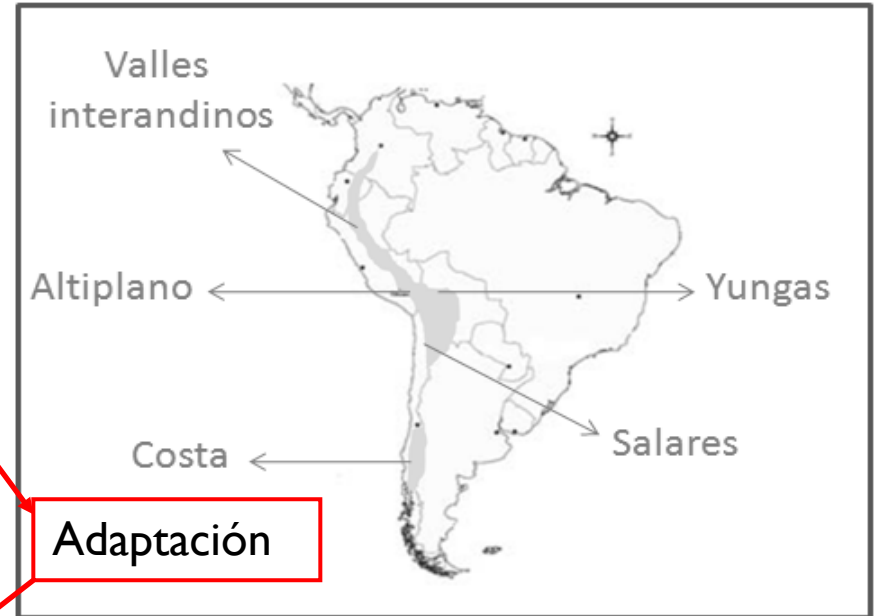 Valles
interandinos
Altiplano
Yungas
Salares
Costa
Adaptación